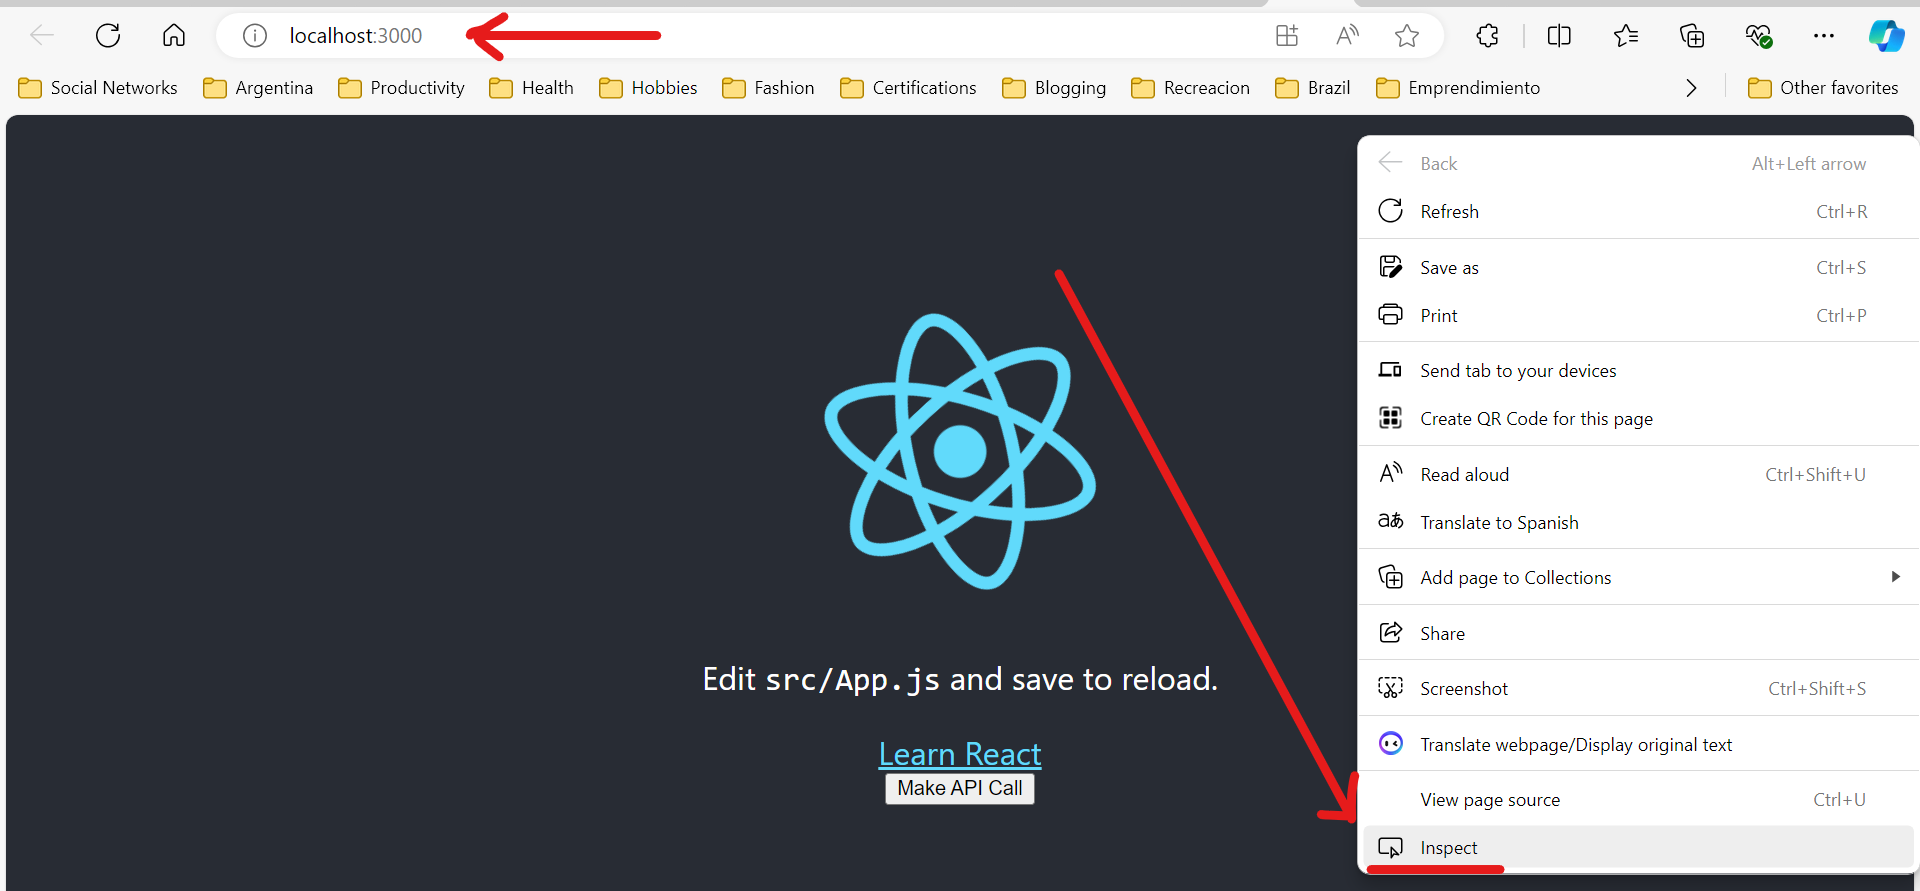 localhost:3000
Social Networks Argentina Productivity Health Hobbies Fashion Certifications Blogging Recreacion Brazil Emprendimiento Other favorites
Back Alt+Left arrow
Refresh Ctrl+R
Save as Ctrl+S
Print Ctrl+P
Send tab to your devices
Create QR Code for this page
Read aloud Ctrl+Shift+U
Translate to Spanish
Add page to Collections
Share
Screenshot Ctrl+Shift+S
Translate webpage/Display original text
View page source Ctrl+U
Inspect
Edit src/App.js and save to reload.
Learn React
Make API Call